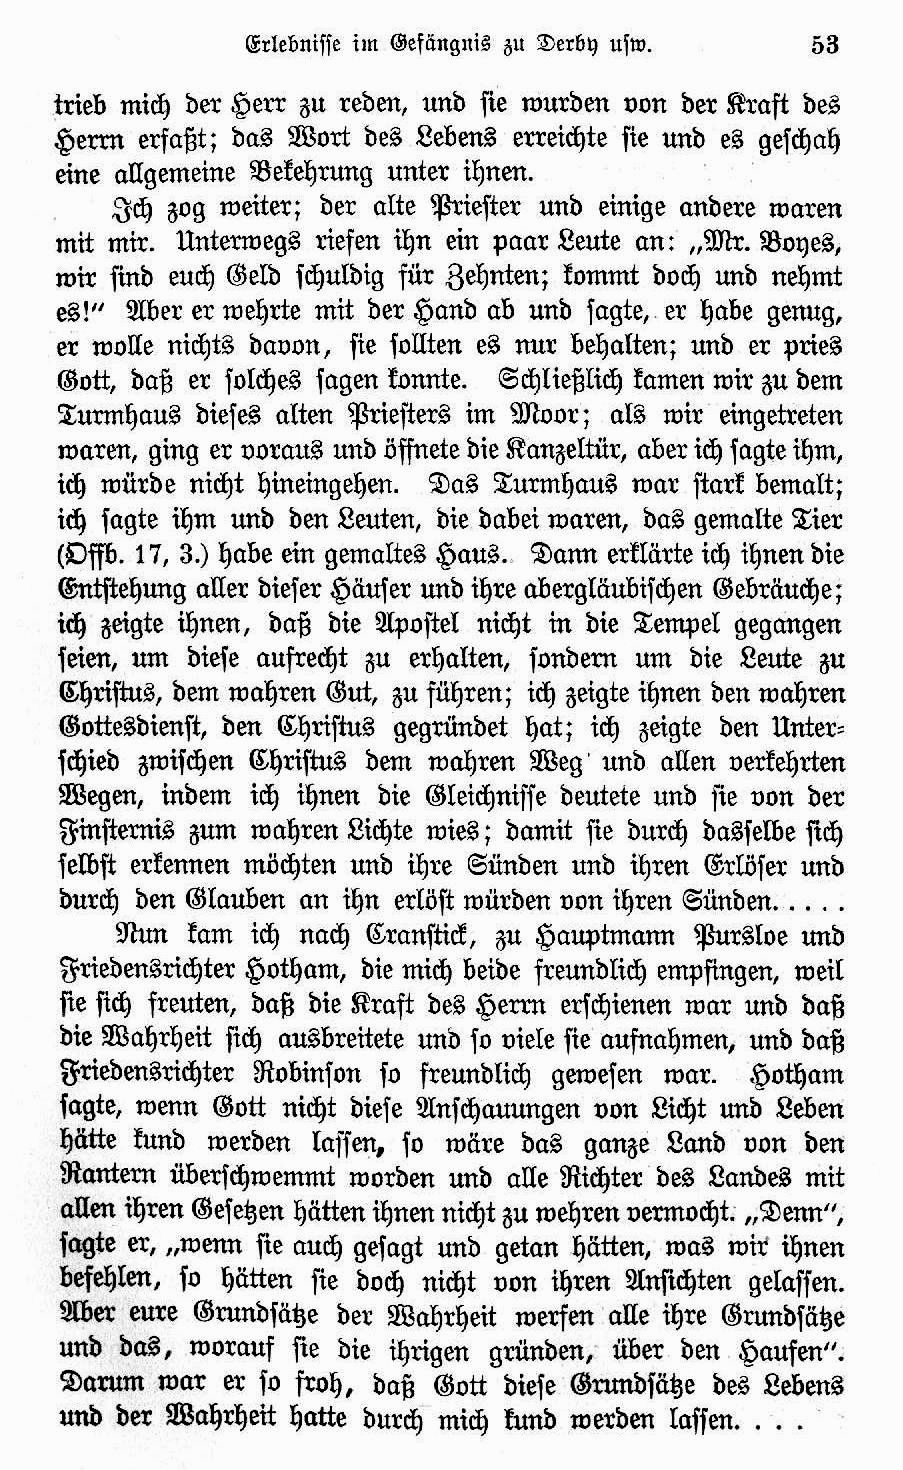 Erlebnisse im Gefängnis zu Derby usw. 53
trieb mich der Herr zu reden, und sie wurden von der Kraft des
Herrn erfaßt; das Wort des Lebens erreichte sie und es geschah
eine allgemeine Bekehrung unter ihnen.
Ich zog weiter; der alte Priester und einige andere waren
mit mir. Unterwegs riefen ihn ein paar Leute an: „Mr. Boyes,
wir sind euch Geld schuldig für Zehnten; kommt doch und nehmt
es!" Aber er wehrte mit der Hand ab und sagte, er habe genug,
er wolle nichts davon, sie sollten es nur behalten; und er pries
Gott, daß er solches sagen konnte. Schließlich kamen wir zu dem
Turmhaus dieses alten Priesters im Moor; als wir eingetreten
waren, ging er voraus und öffnete die Kanzeltür, aber ich sagte ihm,
ich würde nicht hineingehen. Das Turmhaus war stark bemalt;
ich sagte ihm und den Leuten, die dabei waren, das gemalte Tier
(Offb. 17, 3.) habe ein gemaltes Haus. Dann erklärte ich ihnen die
Entstehung aller dieser Häuser und ihre abergläubischen Gebräuche;
ich zeigte ihnen, daß die Apostel nicht in die Tempel gegangen
seien, um diese aufrecht zu erhalten, sondern um die Leute zu
Christus, dem wahren Gut, zu führen; ich zeigte ihnen den wahren
Gottesdienst, den Christus gegründet hat; ich zeigte den Unter-
schied zwischen Christus dem wahren Weg und allen verkehrten
Wegen, indem ich ihnen die Gleichnisse deutete und sie von der
Finsternis zum wahren Lichte wies; damit sie durch dasselbe sich
selbst erkennen möchten und ihre Sünden und ihren Erlöser und
durch den Glauben an ihn erlöst würden von ihren Sünden. . . . .
Nun kam ich nach Cranstick, zu Hauptmann Pursloe und
Friedensrichter Hotham, die mich beide freundlich empfingen, weil
sie sich freuten, daß die Kraft des Herrn erschienen war und daß
die Wahrheit sich ausbreitete und so viele sie aufnahmen, und daß
Friedensrichter Robinson so freundlich gewesen war. Hotham
sagte, wenn Gott nicht diese Anschauungen von Licht und Leben
hätte kund werden lassen, so wäre das ganze Land von den
Rantern überschwemmt worden und alle Richter des Landes mit
allen ihren Gesetzen hätten ihnen nicht zu wehren vermocht. „Denn",
sagte er, „wenn sie auch gesagt und getan hätten, was wir ihnen
befehlen, so hätten sie doch nicht von ihren Ansichten gelassen.
Aber eure Grundsätze der Wahrheit werfen alle ihre Grundsätze
und das, worauf sie die ihrigen gründen, über den Haufen".
Darum war er so froh, daß Gott diese Grundsätze des Lebens
und der Wahrheit hatte durch mich kund werden lassen. . . .